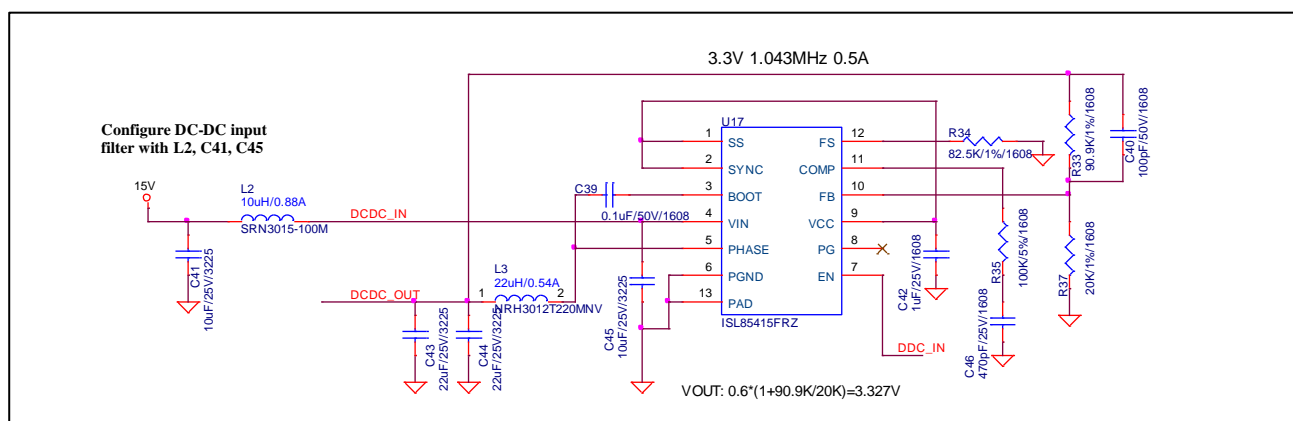 3.3V 1.043MHz 0.5A
Configure DC-DC input
filter with L2, C41, C45
15V
L2
10uH/0.88A
SRN3015-100M
DCDC_IN
C41
10uF/25V/3225
DCDC_OUT
C43
22uF/25V/3225
C44
22uF/25V/3225
1
L3
22uH/0.54A
2
NRH3012T220MNV
C39
0.1uF/50V/1608
C45
10uF/25V/3225
U17
1 SS
2 SYNC
3 BOOT
4 VIN
5 PHASE
6 PGND
13 PAD
FS 12
COMP 11
FB 10
VCC 9
PG 8
EN 7
ISL85415FRZ
R34
82.5K/1%/1608
C42
1uF/25V/1608
DDC_IN
R35
100K/5%/1608
C46
470pF/25V/1608
R33
90.9K/1%/1608
C40
100pF/50V/1608
R37
20K/1%/1608
VOUT: 0.6*(1+90.9K/20K)=3.327V